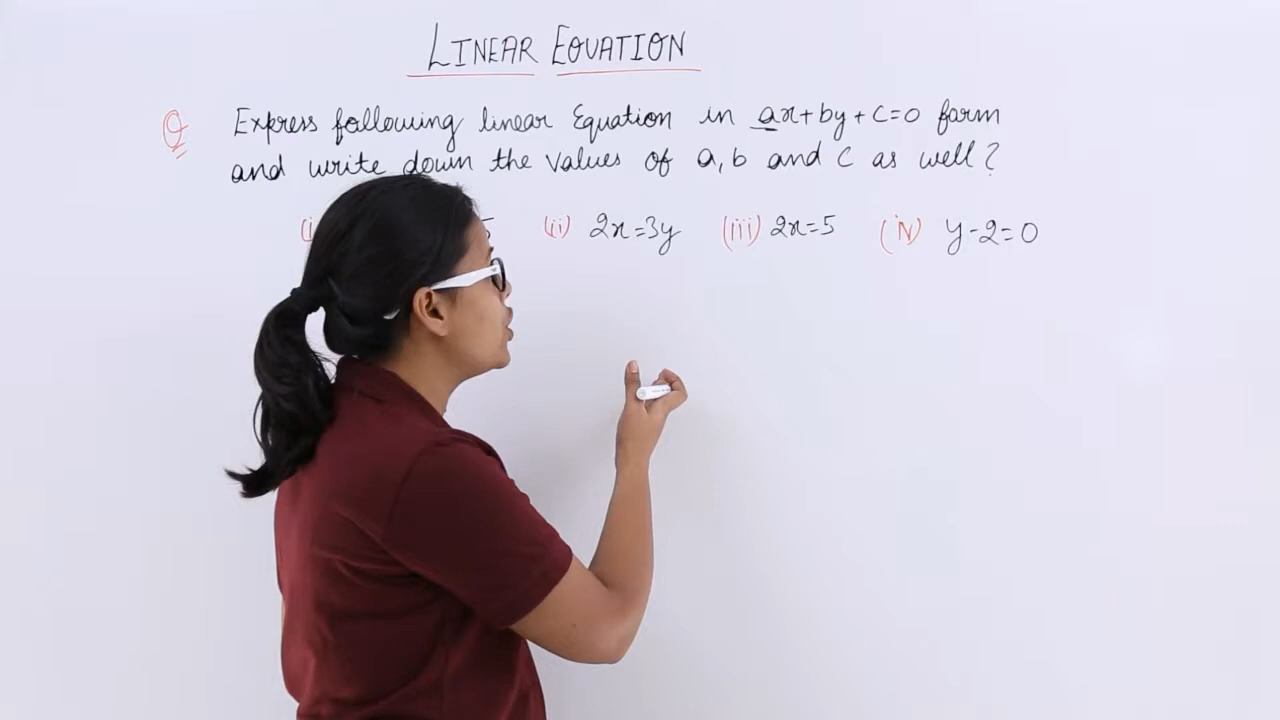 LINEAR EQUATION
Q Express following linear Equation in ax+by+c=0 form
and write down the values of a, b and c as well?
(i 5 (ii) 2x=3y (iii) 2x=5 (iv) y-2=0